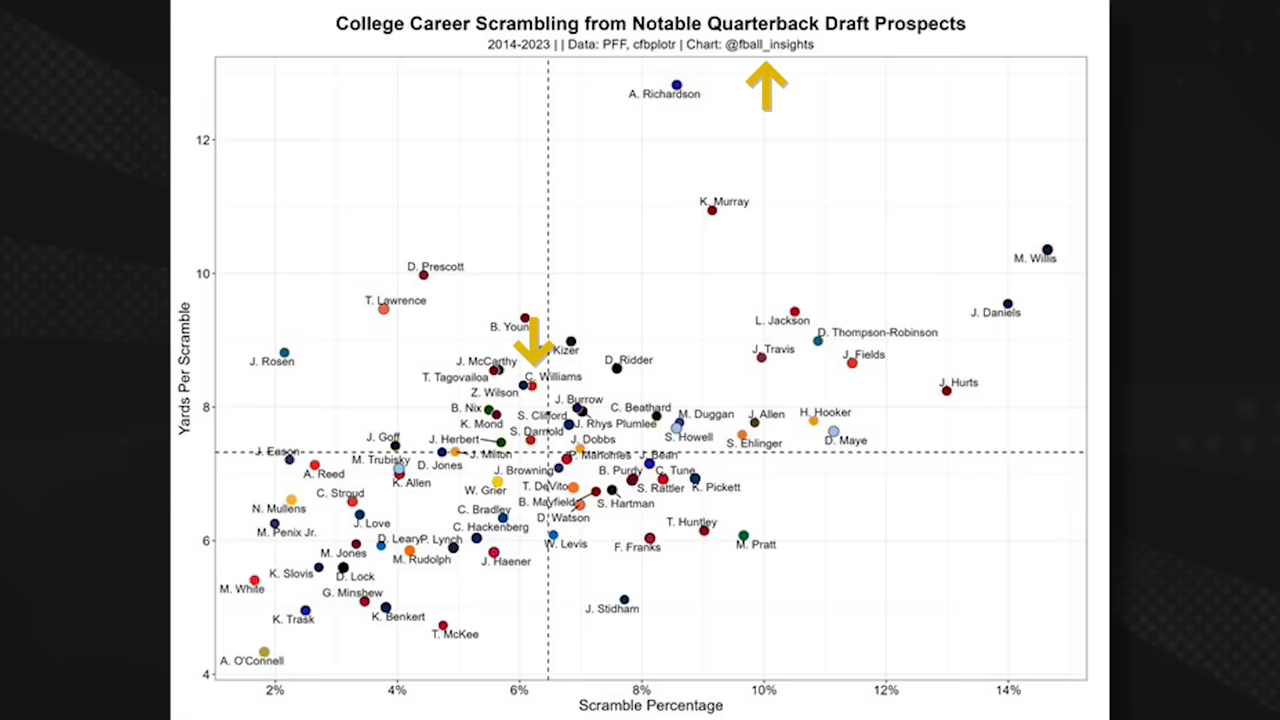 College Career Scrambling from Notable Quarterback Draft Prospects
2014-2023 | | Data: PFF, cfbplotr | Chart: @fball_insights
A. Richardson
12
K. Murray
M. Willis
D. Prescott
10
T. Lawrence
J. Daniels
L. Jackson
B. Youn
D. Thompson-Robinson
J. Rosen
Kizer
J. Travis
J. Fields
J. McCarthy
D. Ridder
T. Tagovailoa
C. Williams
J. Hurts
Z. Wilson
J. Burrow
8
B. Nix
S. Clifford
C. Beathard
M. Duggan
J. Allen
H. Hooker
K. Mond
J. Rhys Plumlee
S. Darnold
S. Howell
S. Ehlinger
D. Maye
J. Goff
J. Herbert
J. Dobbs
J. Eason
M. Trubisky
D. Jones
J. Milton
P. Mahomes
J. Bean
A. Reed
K. Allen
J. Browning
B. Purdy
C. Tune
W. Grier
T. DeVito
S. Rattler
K. Pickett
C. Stroud
N. Mullens
B. Mayfield
S. Hartman
C. Bradley
D. Watson
J. Love
M. Penix Jr.
C. Hackenberg
T. Huntley
6
D. Leary
P. Lynch
W. Levis
F. Franks
M. Pratt
M. Jones
M. Rudolph
J. Haener
K. Slovis
D. Lock
M. White
G. Minshew
J. Stidham
K. Trask
K. Benkert
T. McKee
A. O'Connell
4
Yards Per Scramble
2%
4%
6%
8%
10%
12%
14%
Scramble Percentage